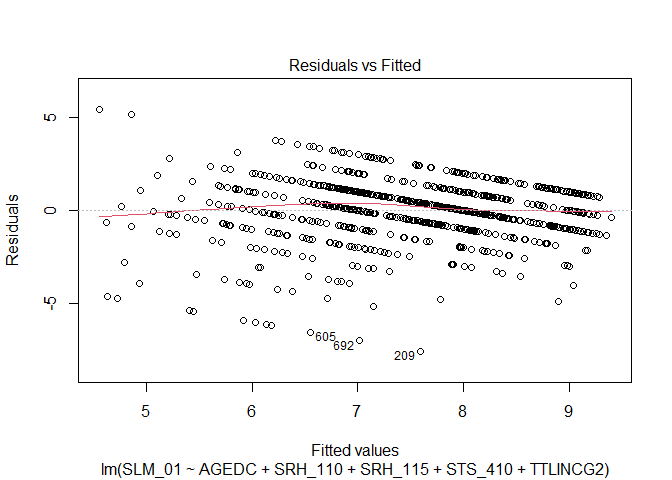 Residuals vs Fitted
Residuals
5
0
-5
605
692
209
5
6
7
8
9
Fitted values
lm(SLM_01 ~ AGEDC + SRH_110 + SRH_115 + STS_410 + TTLINCG2)